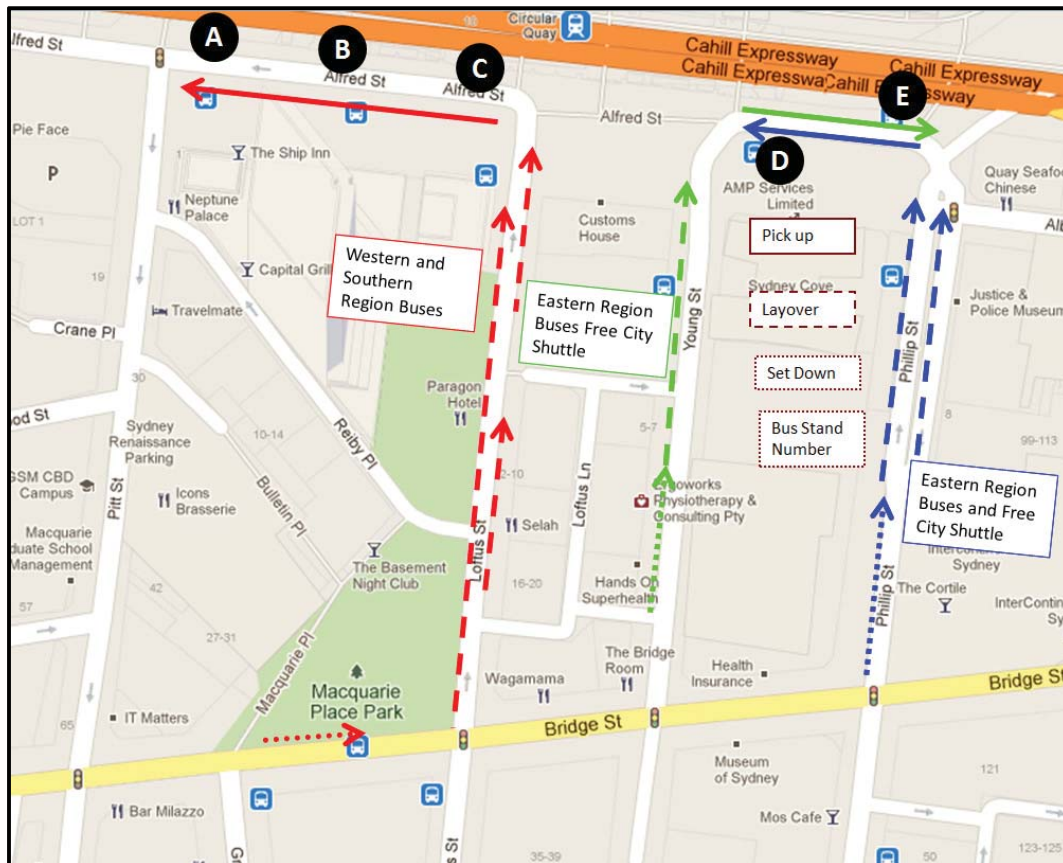 Circular
Quay
18
Alfred St
A
B
C
Alfred St
Alfred St
Alfred St
Cahill Expressway
Cahill Expressway
Cahill Expressway
Cahill Expressway
E
D
Pie Face
P
LOT 1
19
1
The Ship Inn
Neptune
Palace
Capital Grill
Travelmate
Crane Pl
Western and
Southern
Region Buses
Customs
House
Eastern Region
Buses Free City
Shuttle
Young St
AMP Services
Limited
Pick up
Sydney Cove
Layover
Set Down
Bus Stand
Number
Quay Seafood
Chinese
Justice &
Police Museum
Phillip St
8
99-113
Eastern Region
Buses and Free
City Shuttle
Sydney
The Cortile
Phillip St
30
Sydney
Renaissance
Parking
10-14
Reiby Pl
Paragon
Hotel
2-10
5-7
Loftus Ln
Physiotherapy &
Consulting Pty
GSM CBD
Campus
Pitt St
Icons
Brasserie
Bulletin Pl
Selah
Loftus St
16-20
Hands On
Superhealth
Macquarie
School
Management
The Basement
Night Club
42
57
27-31
Macquarie Pl
Wagamama
The Bridge
Room
Health
Insurance
Macquarie
Place Park
65
IT Matters
Bridge St
Bridge St
Museum
of Sydney
121
Bar Milazzo
Mos Cafe
35-39
50
123-125